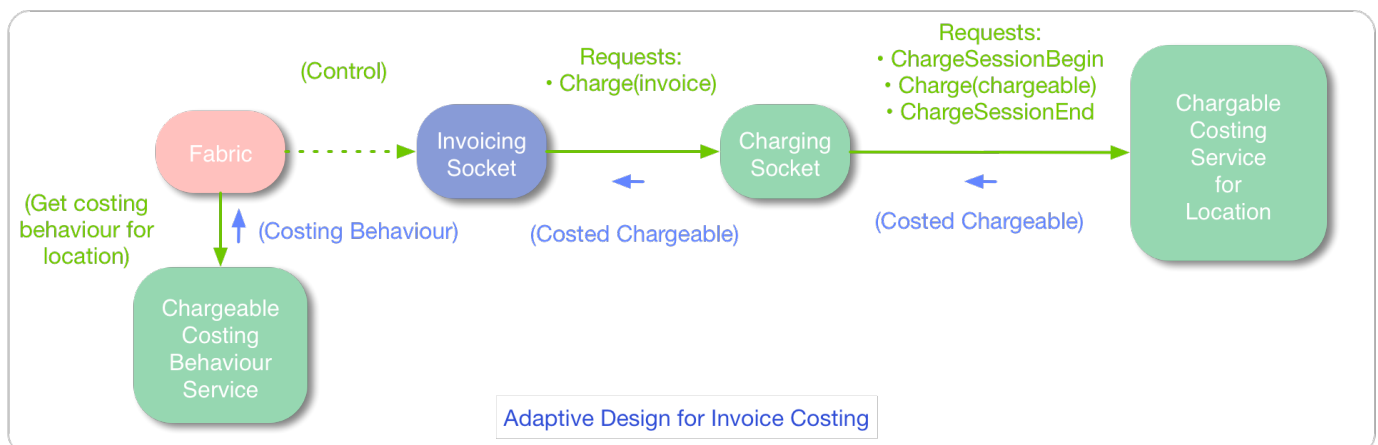 Requests:
• ChargeSessionBegin
• Charge(chargeable)
• ChargeSessionEnd
Requests:
• Charge(invoice)
(Control)
Fabric
Invoicing
Socket
Charging
Socket
Chargable
Costing
Service
for
Location
(Get costing
behaviour for
location)
(Costing Behaviour)
(Costed Chargeable)
(Costed Chargeable)
Chargeable
Costing
Behaviour
Service
Adaptive Design for Invoice Costing